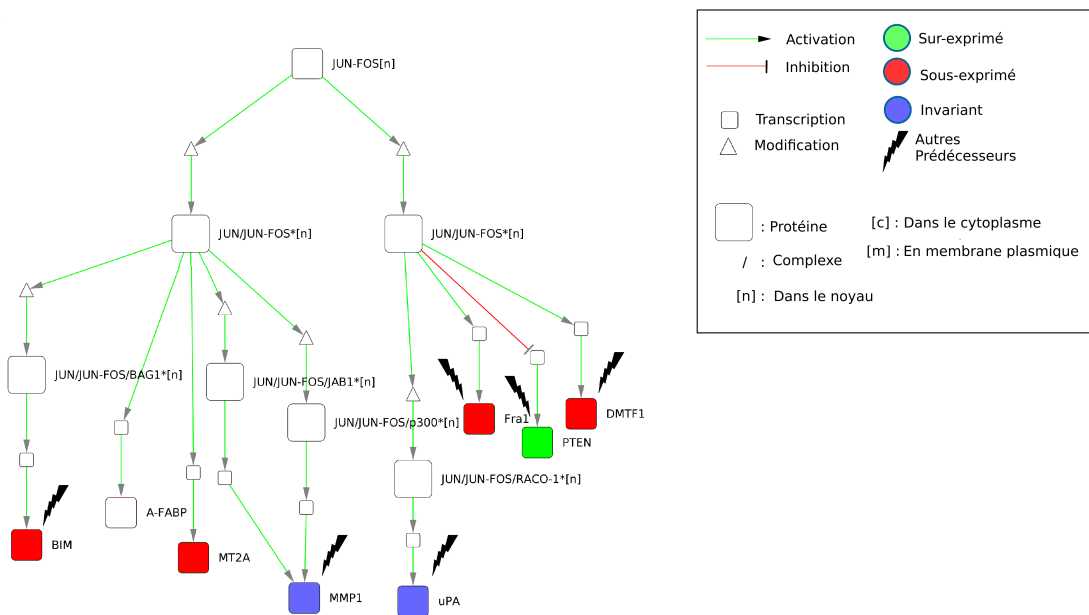 JUN-FOS[n]
JUN/JUN-FOS*[n]
JUN/JUN-FOS*[n]
JUN/JUN-FOS/BAG1*[n]
JUN/JUN-FOS/JAB1*[n]
JUN/JUN-FOS/p300*[n]
Fra1
DMTF1
PTEN
JUN/JUN-FOS/RACO-1*[n]
A-FABP
BIM
MT2A
MMP1
uPA
Activation
Inhibition
Transcription
Modification
Sur-exprimé
Sous-exprimé
Invariant
Autres
Prédécesseurs
: Protéine
/ : Complexe
[n] : Dans le noyau
[c] : Dans le cytoplasme
[m] : En membrane plasmique